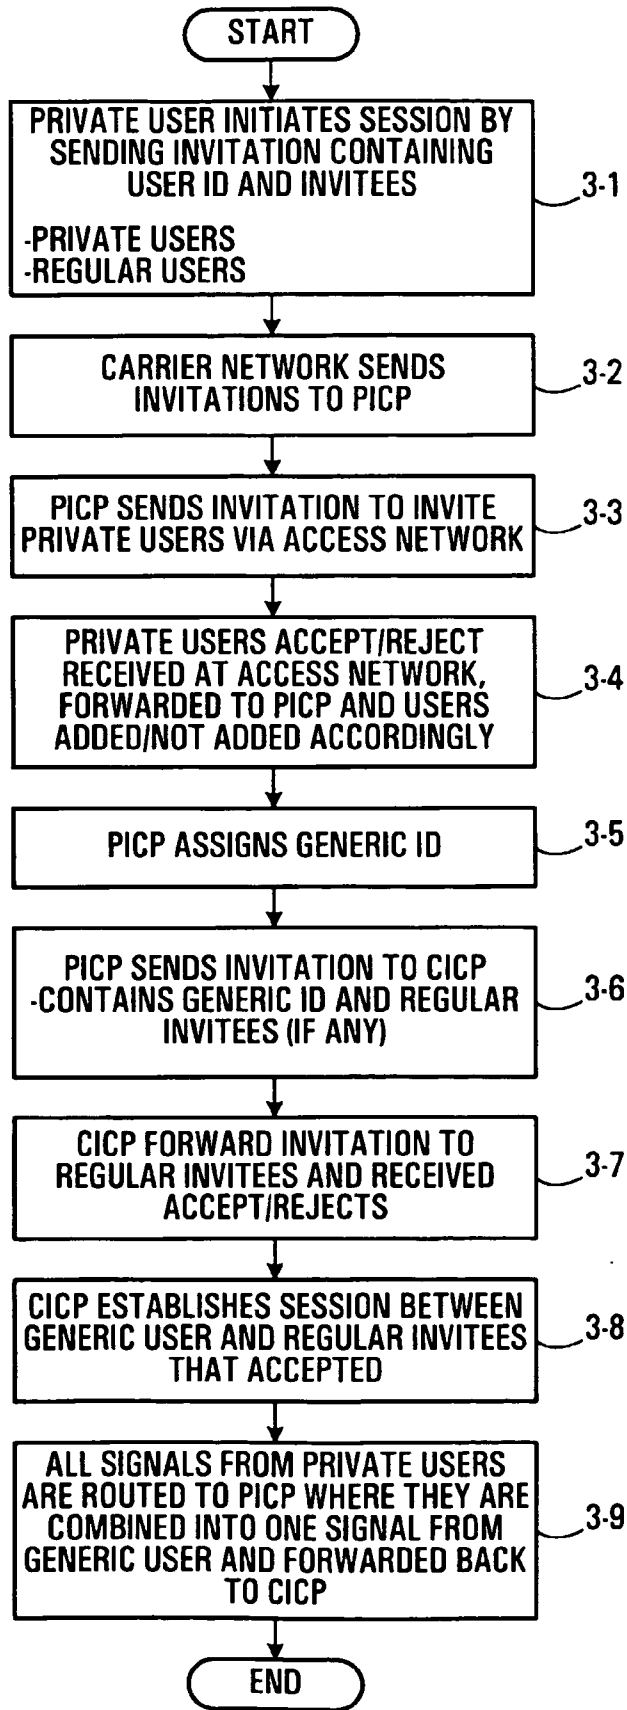 START
PRIVATE USER INITIATES SESSION BY
SENDING INVITATION CONTAINING
USER ID AND INVITEES
-PRIVATE USERS
-REGULAR USERS
3-1
CARRIER NETWORK SENDS
INVITATIONS TO PICP
3-2
PICP SENDS INVITATION TO INVITE
PRIVATE USERS VIA ACCESS NETWORK
3-3
PRIVATE USERS ACCEPT/REJECT
RECEIVED AT ACCESS NETWORK,
FORWARDED TO PICP AND USERS
ADDED/NOT ADDED ACCORDINGLY
3-4
PICP ASSIGNS GENERIC ID
3-5
PICP SENDS INVITATION TO CICP
-CONTAINS GENERIC ID AND REGULAR
INVITEES (IF ANY)
3-6
CICP FORWARD INVITATION TO
REGULAR INVITEES AND RECEIVED
ACCEPT/REJECTS
3-7
CICP ESTABLISHES SESSION BETWEEN
GENERIC USER AND REGULAR INVITEES
THAT ACCEPTED
3-8
ALL SIGNALS FROM PRIVATE USERS
ARE ROUTED TO PICP WHERE THEY ARE
COMBINED INTO ONE SIGNAL FROM
GENERIC USER AND FORWARDED BACK
TO CICP
3-9
END